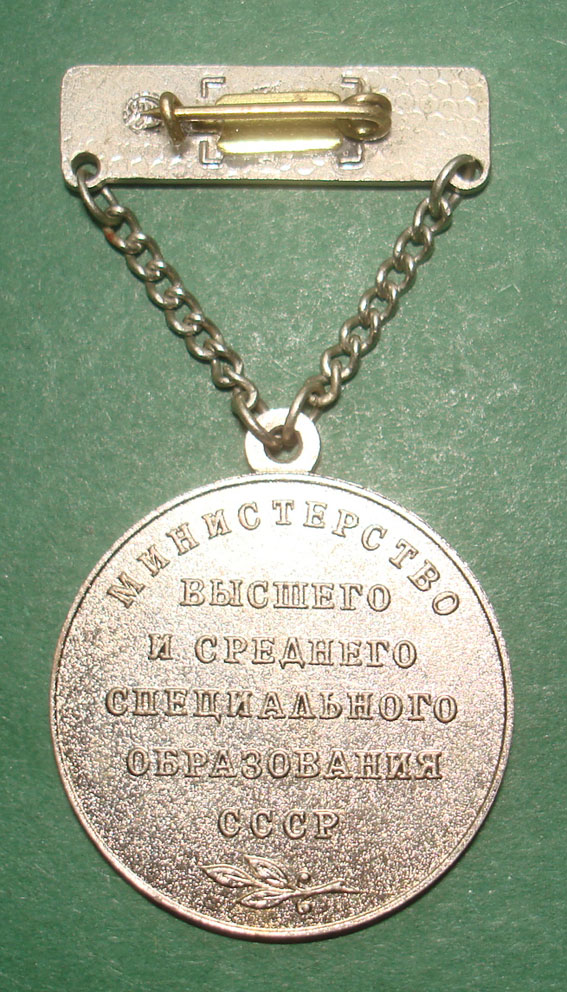 МИНИСТЕРСТВО
ВЫСШЕГО
И СРЕДНЕГО
СПЕЦИАЛЬНОГО
ОБРАЗОВАНИЯ
СССР